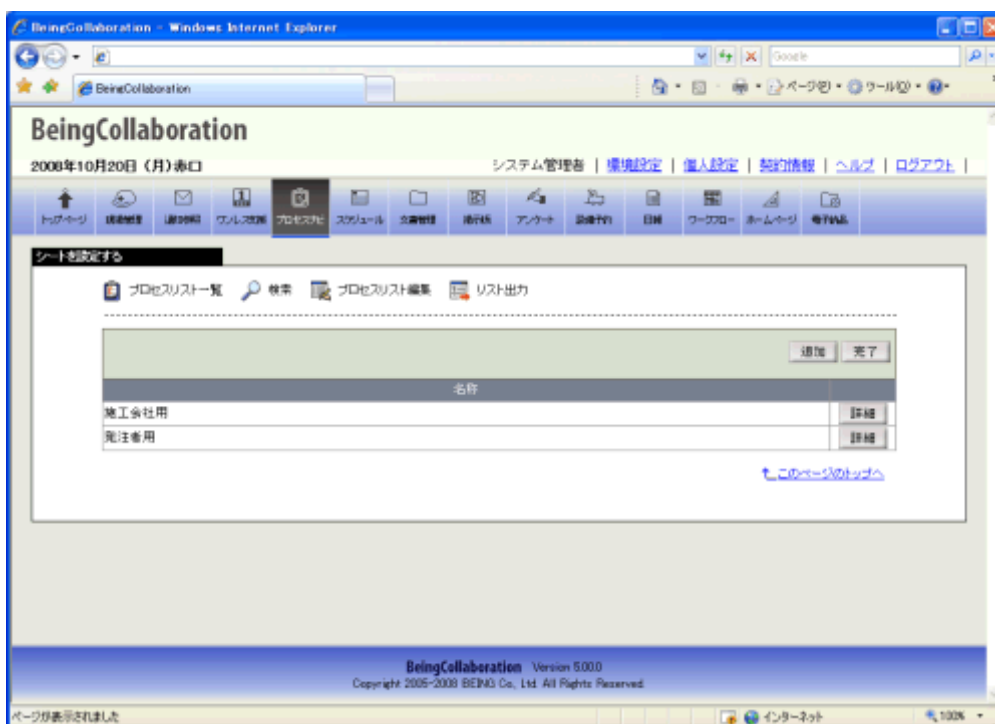 BeingCollaboration - Windows Internet Explorer
Google
BeingCollaboration
ページ(P)
ツール(O)
BeingCollaboration
2008年10月20日 (月)赤口
システム管理者 | 環境設定 | 個人設定 | 契約情報 | ヘルプ | ログアウト |
トップページ
プロセスナビ
スケジュール
文書管理
掲示板
アンケート
設備予約
日報
ワークフロー
ホームページ
電子納品
シートを設定する
プロセスリスト一覧 検索 プロセスリスト編集 リスト出力
追加 完了
名称
施工会社用 詳細
発注者用 詳細
このページのトップへ
BeingCollaboration Version 5.00.0
Copyright 2005-2008 BEING Co., Ltd. All Rights Reserved.
ページが表示されました
インターネット
100%